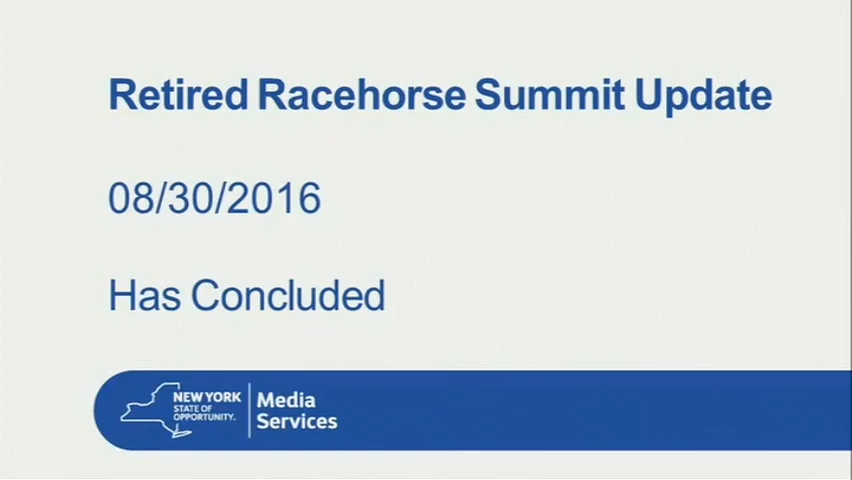 Retired Racehorse Summit Update
08/30/2016
Has Concluded
NEW YORK
STATE OF
OPPORTUNITY.
Media
Services